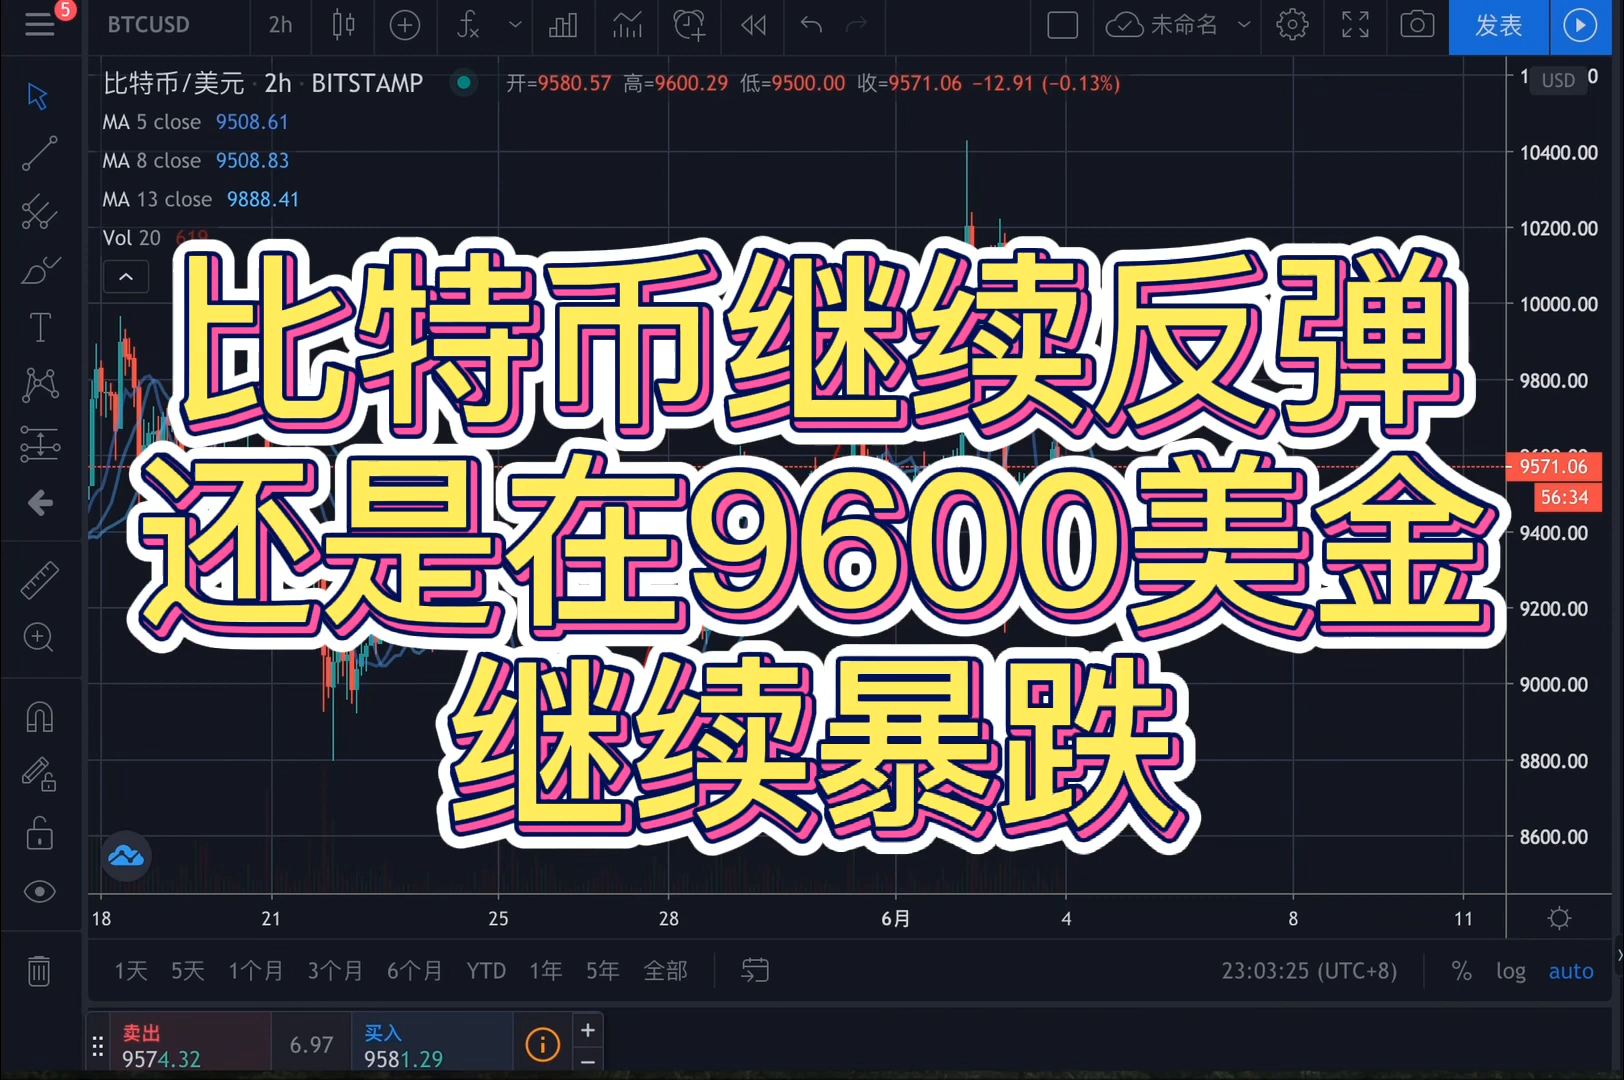 5
BTCUSD
2h
未命名
发表
比特币/美元 · 2h · BITSTAMP
开=9580.57 高=9600.29 低=9500.00 收=9571.06 −12.91 (−0.13%)
USD
MA 5 close 9508.61
MA 8 close 9508.83
MA 13 close 9888.41
Vol 20 619
10400.00
10200.00
10000.00
9800.00
9571.06
56:34
9400.00
9200.00
9000.00
8800.00
8600.00
比特币继续反弹
还是在9600美金
继续暴跌
18 21 25 28 6月 4 8 11
1天 5天 1个月 3个月 6个月 YTD 1年 5年 全部
23:03:25 (UTC+8) % log auto
卖出
9574.32
6.97
买入
9581.29